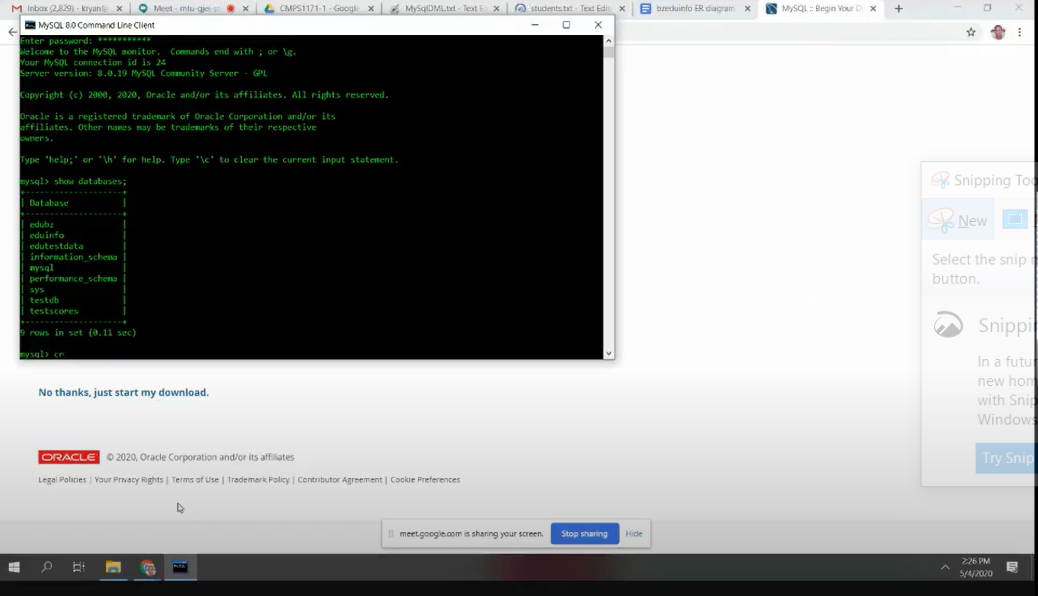 Inbox (2,829) - kryan@
Meet - mtu-gjei-
CMPS1171-1 - Google
MySqlDML.txt - Text Ed
students.txt - Text Edit
bzeduinfo ER diagram
MySQL :: Begin Your D
MySQL 8.0 Command Line Client
Enter password: ***********
Welcome to the MySQL monitor.  Commands end with ; or \g.
Your MySQL connection id is 24
Server version: 8.0.19 MySQL Community Server - GPL
Copyright (c) 2000, 2020, Oracle and/or its affiliates. All rights reserved.
Oracle is a registered trademark of Oracle Corporation and/or its
affiliates. Other names may be trademarks of their respective
owners.
Type 'help;' or '\h' for help. Type '\c' to clear the current input statement.
mysql> show databases;
+--------------------+
| Database           |
+--------------------+
| edubz              |
| eduinfo            |
| edutestdata        |
| information_schema |
| mysql              |
| performance_schema |
| sys                |
| testdb             |
| testscores         |
+--------------------+
9 rows in set (0.11 sec)
mysql> cr
Snipping Too
New
Select the snip m
button.
Snippi
In a futur
new hom
with Snip
Windows
Try Snip
No thanks, just start my download.
ORACLE © 2020, Oracle Corporation and/or its affiliates
Legal Policies | Your Privacy Rights | Terms of Use | Trademark Policy | Contributor Agreement | Cookie Preferences
meet.google.com is sharing your screen.
Stop sharing
Hide
2:26 PM
5/4/2020